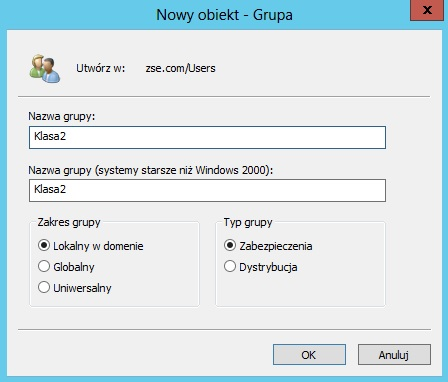 Nowy obiekt - Grupa
x
Utwórz w: zse.com/Users
Nazwa grupy:
Klasa2
Nazwa grupy (systemy starsze niż Windows 2000):
Klasa2
Zakres grupy
Lokalny w domenie
Globalny
Uniwersalny
Typ grupy
Zabezpieczenia
Dystrybucja
OK
Anuluj